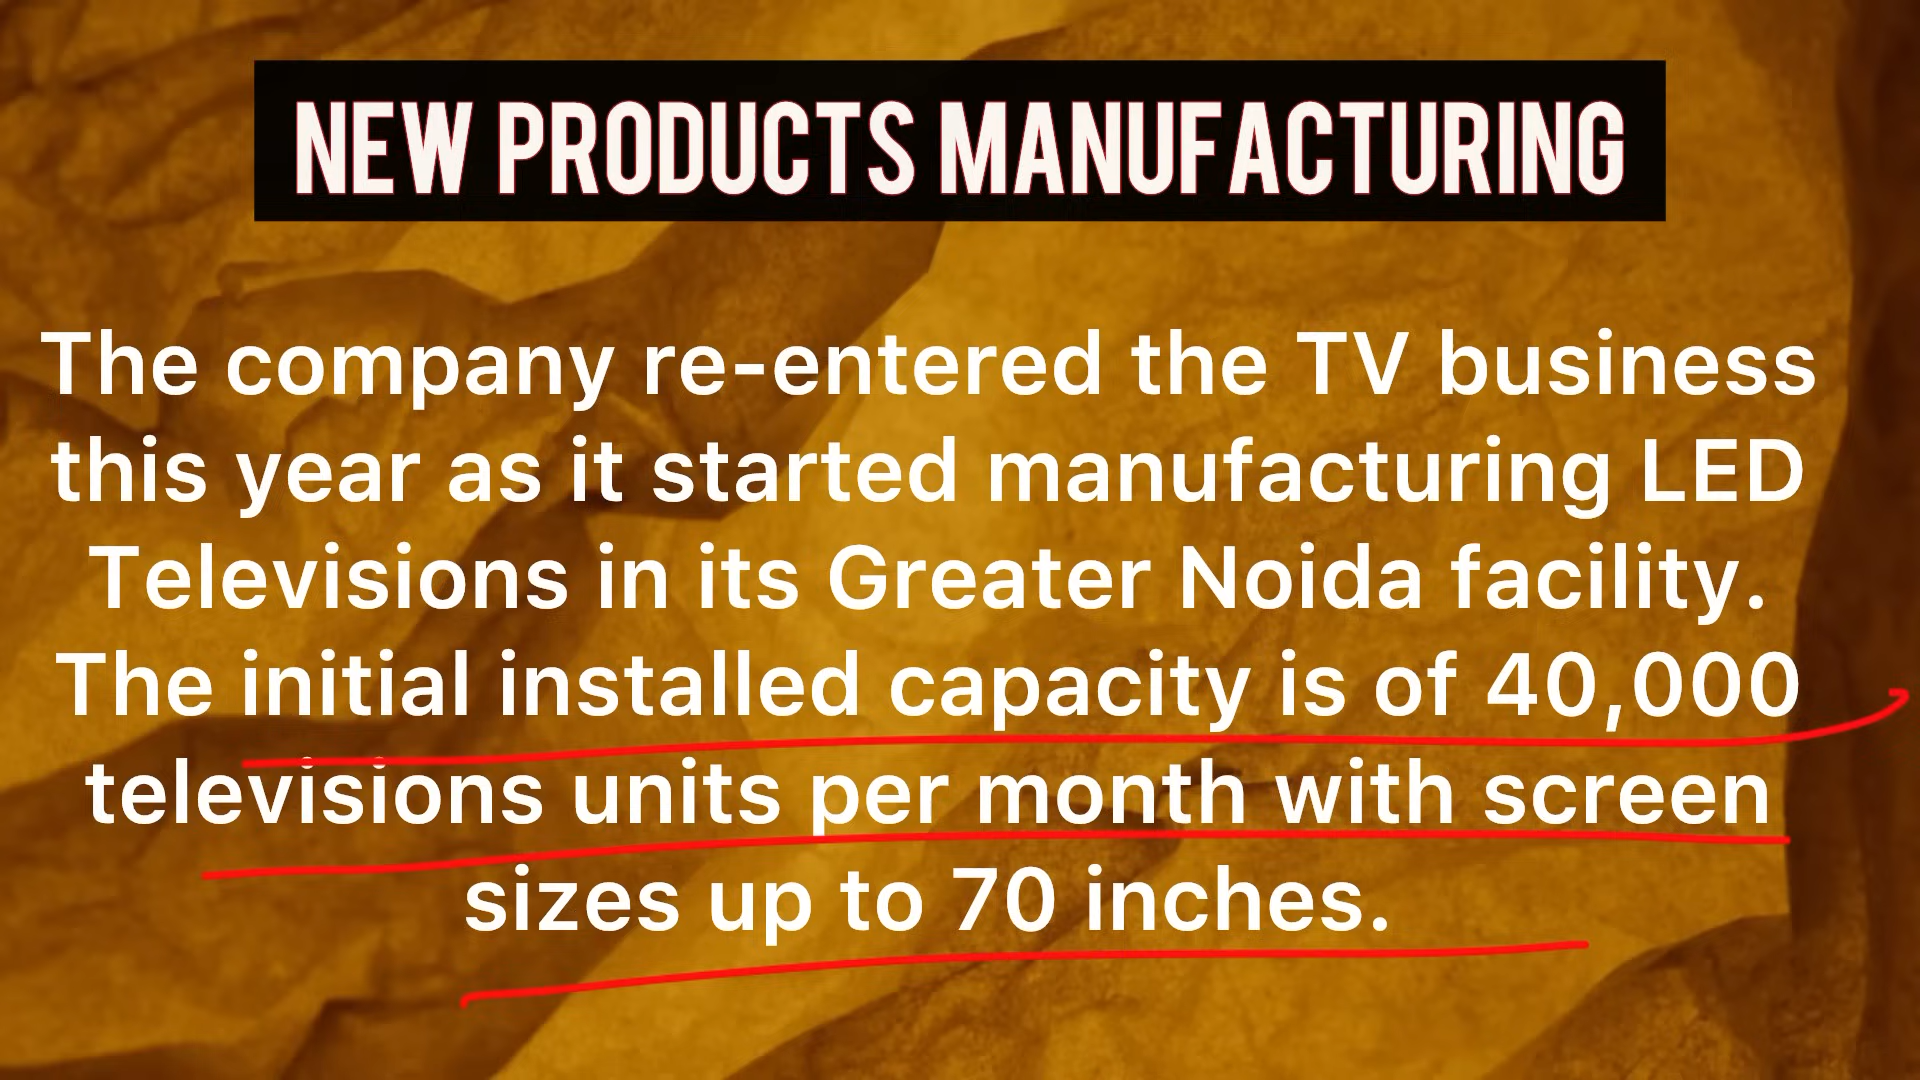 NEW PRODUCTS MANUFACTURING
The company re-entered the TV business
this year as it started manufacturing LED
Televisions in its Greater Noida facility.
The initial installed capacity is of 40,000
televisions units per month with screen
sizes up to 70 inches.